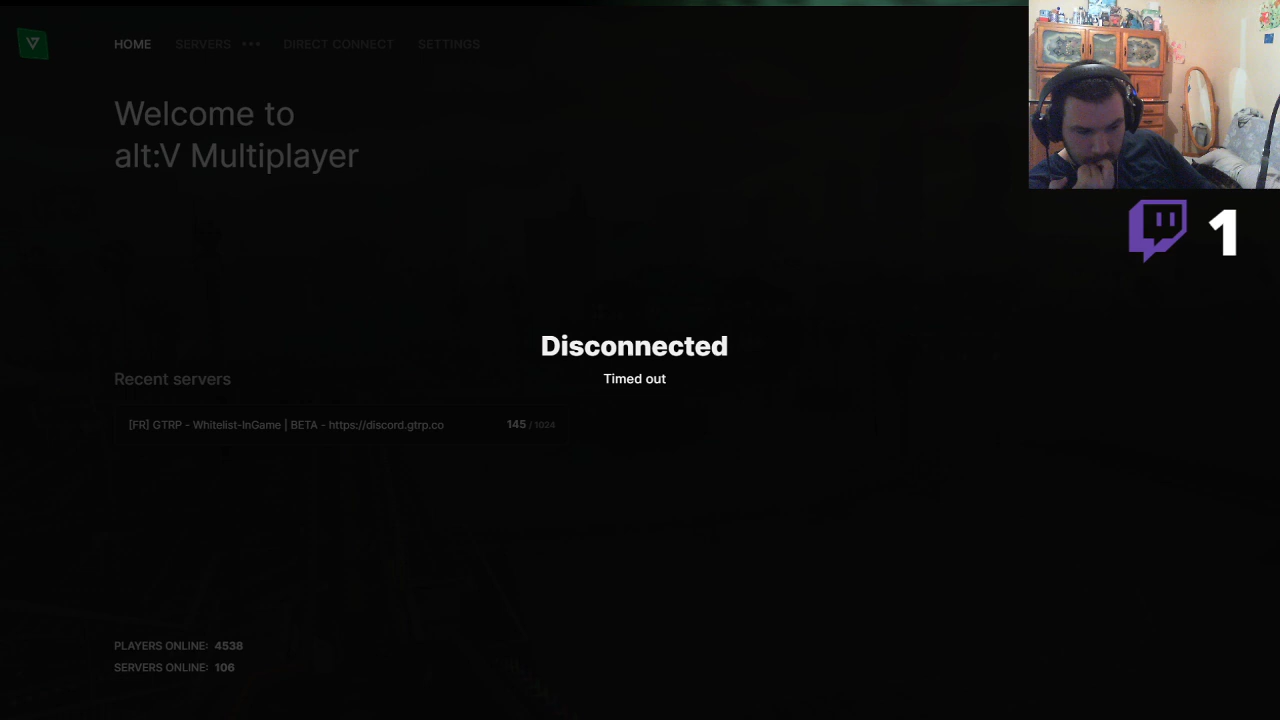 HOME SERVERS ••• DIRECT CONNECT SETTINGS
Welcome to
alt:V Multiplayer
1
Disconnected
Timed out
Recent servers
[FR] GTRP - Whitelist-InGame | BETA - https://discord.gtrp.co 145 / 1024
PLAYERS ONLINE: 4538
SERVERS ONLINE: 106